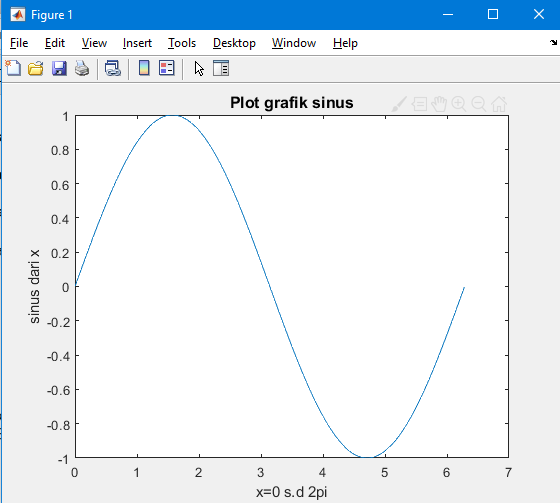 Figure 1
File Edit View Insert Tools Desktop Window Help
Plot grafik sinus
1
0.8
0.6
0.4
0.2
0
-0.2
-0.4
-0.6
-0.8
-1
sinus dari x
0 1 2 3 4 5 6 7
x=0 s.d 2pi